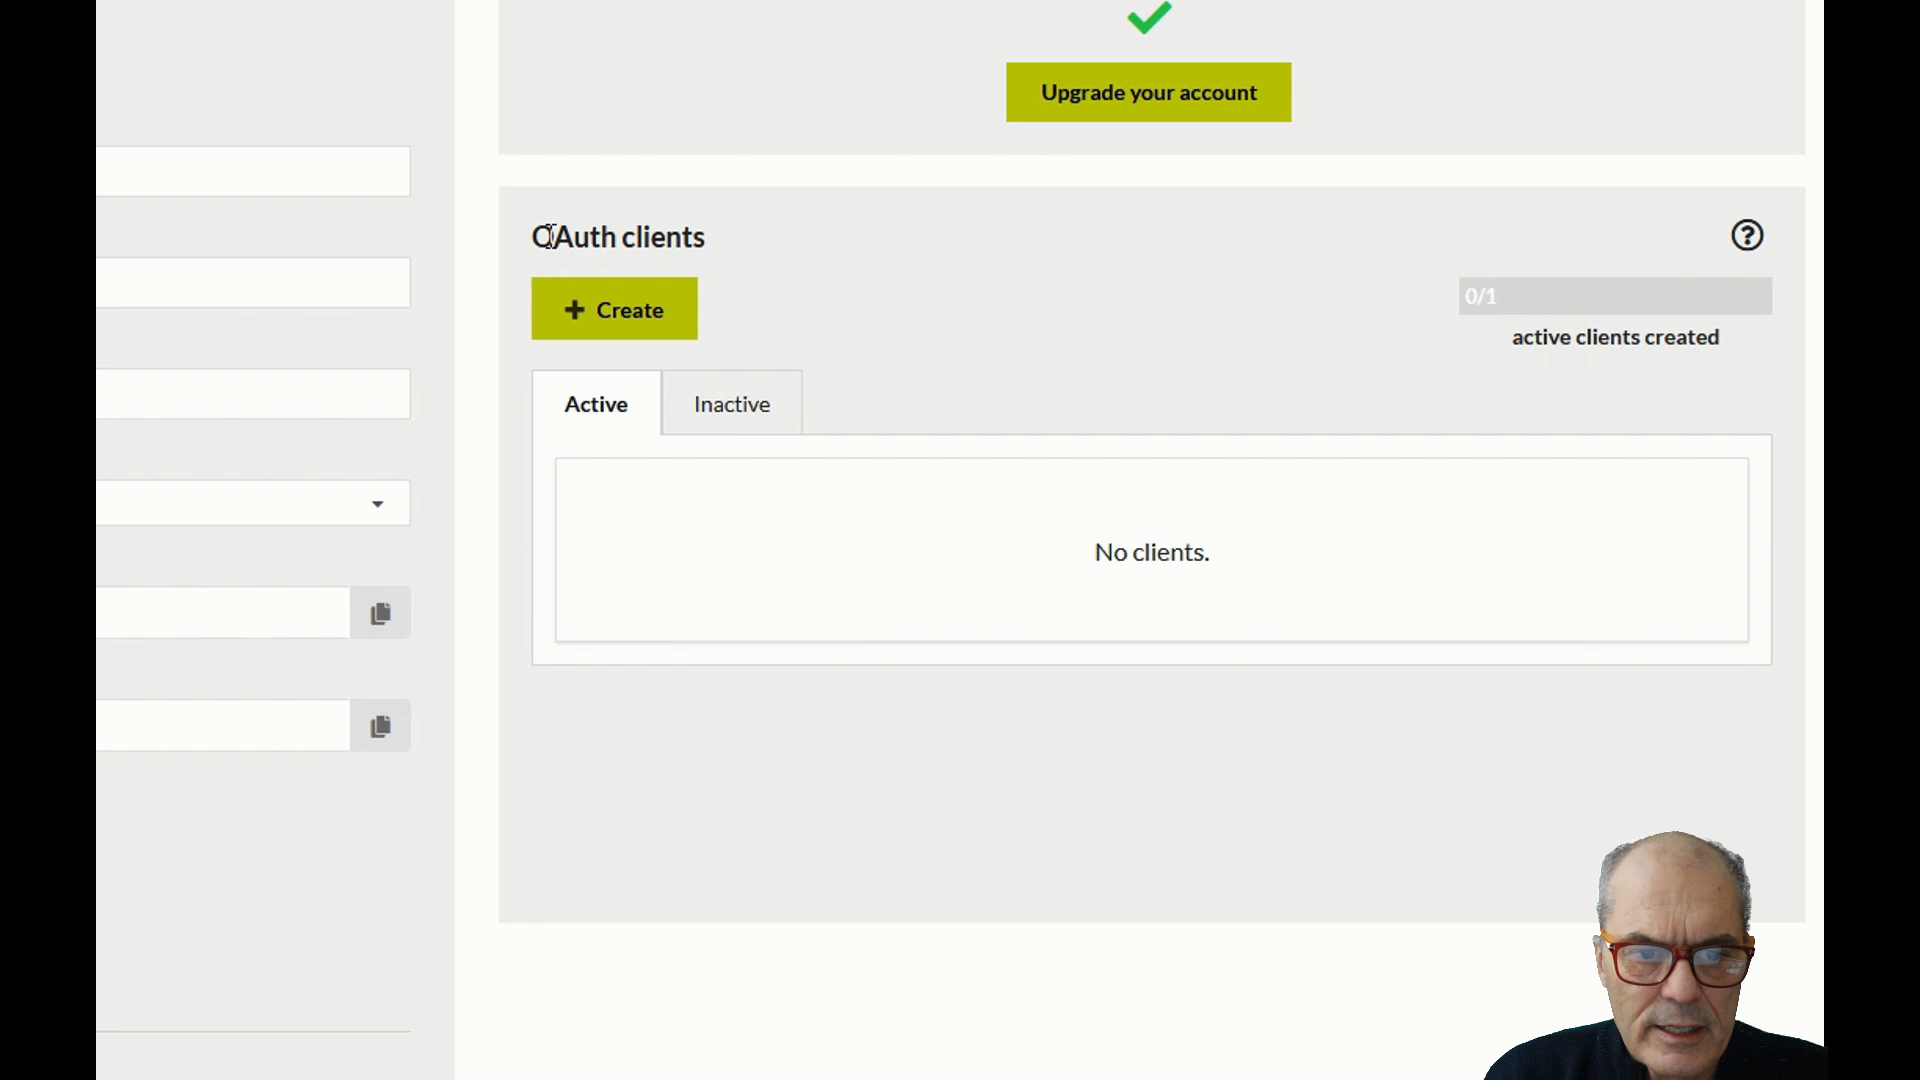 Upgrade your account
OAuth clients
Create
0/1
active clients created
Active
Inactive
No clients.